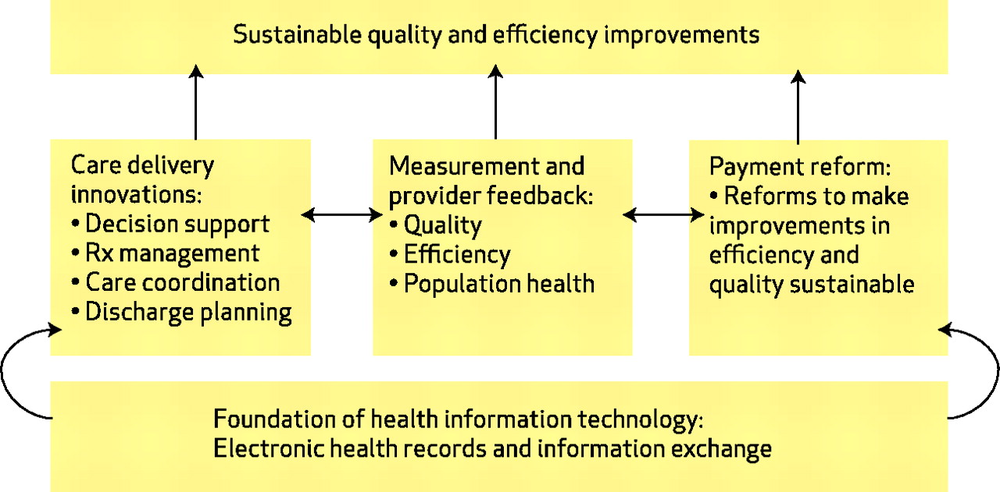 Sustainable quality and efficiency improvements
Care delivery
innovations:
• Decision support
• Rx management
• Care coordination
• Discharge planning
Measurement and
provider feedback:
• Quality
• Efficiency
• Population health
Payment reform:
• Reforms to make
improvements in
efficiency and
quality sustainable
Foundation of health information technology:
Electronic health records and information exchange